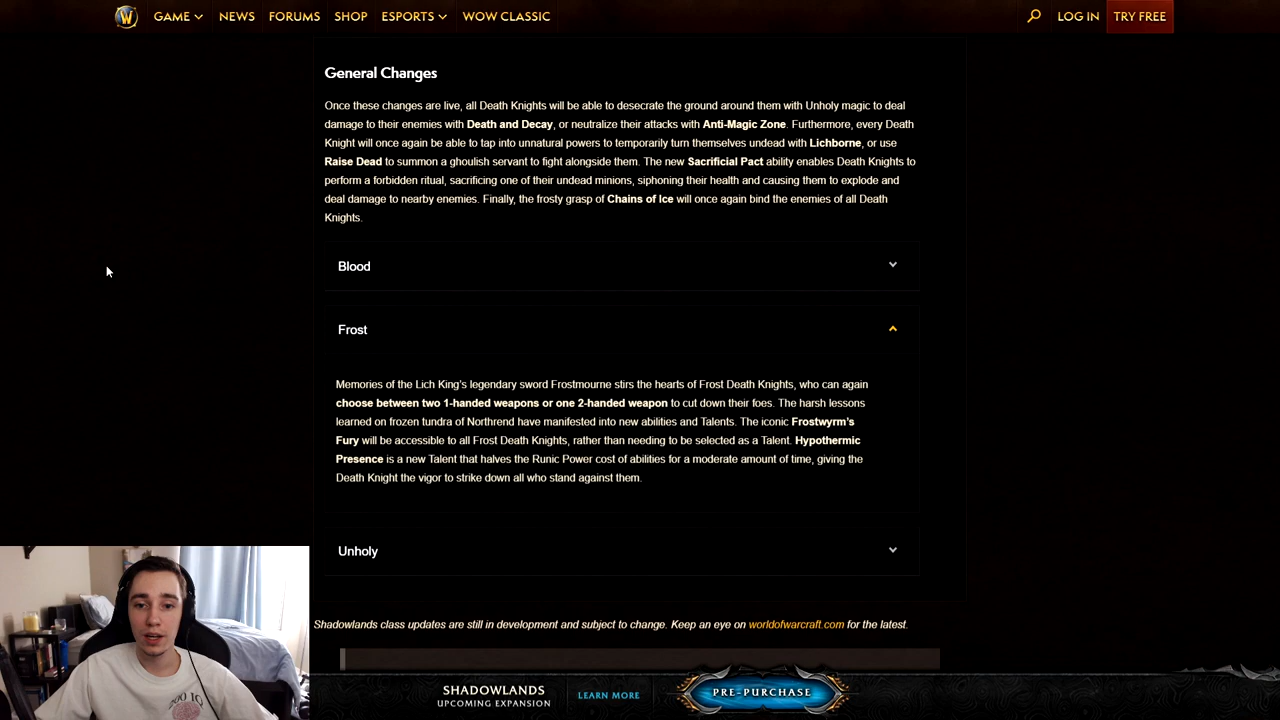 W GAME NEWS FORUMS SHOP ESPORTS WOW CLASSIC LOG IN TRY FREE
General Changes
Once these changes are live, all Death Knights will be able to desecrate the ground around them with Unholy magic to deal
damage to their enemies with Death and Decay, or neutralize their attacks with Anti-Magic Zone. Furthermore, every Death
Knight will once again be able to tap into unnatural powers to temporarily turn themselves undead with Lichborne, or use
Raise Dead to summon a ghoulish servant to fight alongside them. The new Sacrificial Pact ability enables Death Knights to
perform a forbidden ritual, sacrificing one of their undead minions, siphoning their health and causing them to explode and
deal damage to nearby enemies. Finally, the frosty grasp of Chains of Ice will once again bind the enemies of all Death
Knights.
Blood
Frost
Memories of the Lich King's legendary sword Frostmourne stirs the hearts of Frost Death Knights, who can again
choose between two 1-handed weapons or one 2-handed weapon to cut down their foes. The harsh lessons
learned on frozen tundra of Northrend have manifested into new abilities and Talents. The iconic Frostwyrm's
Fury will be accessible to all Frost Death Knights, rather than needing to be selected as a Talent. Hypothermic
Presence is a new Talent that halves the Runic Power cost of abilities for a moderate amount of time, giving the
Death Knight the vigor to strike down all who stand against them.
Unholy
Shadowlands class updates are still in development and subject to change. Keep an eye on worldofwarcraft.com for the latest.
SHADOWLANDS
UPCOMING EXPANSION
LEARN MORE
PRE-PURCHASE